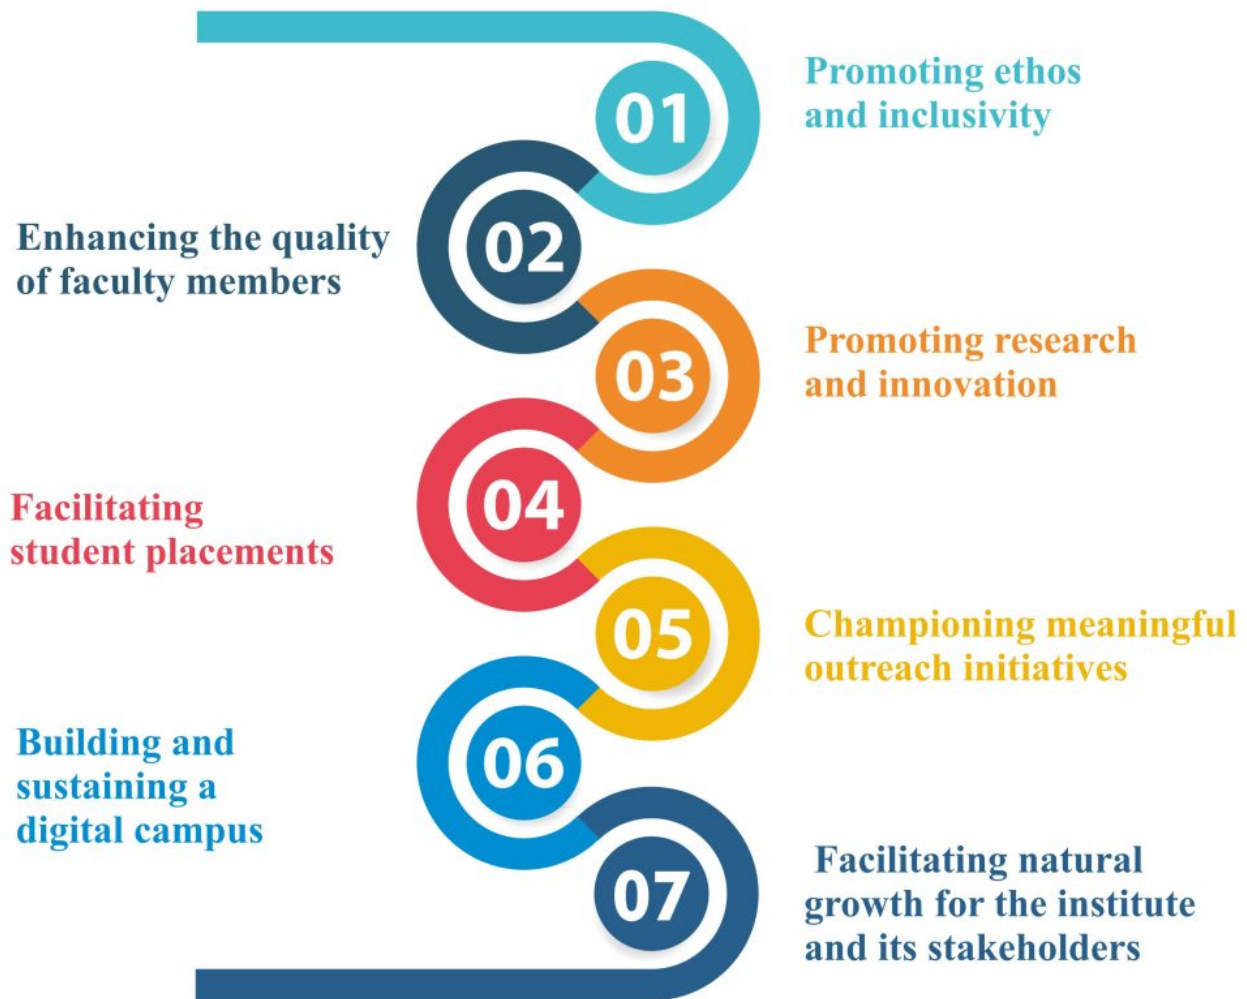 01
Promoting ethos
and inclusivity
02
Enhancing the quality
of faculty members
03
Promoting research
and innovation
04
Facilitating
student placements
05
Championing meaningful
outreach initiatives
06
Building and
sustaining a
digital campus
07
Facilitating natural
growth for the institute
and its stakeholders